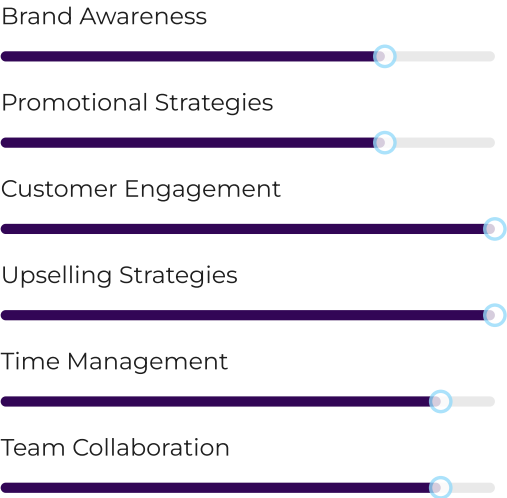 Brand Awareness
Promotional Strategies
Customer Engagement
Upselling Strategies
Time Management
Team Collaboration